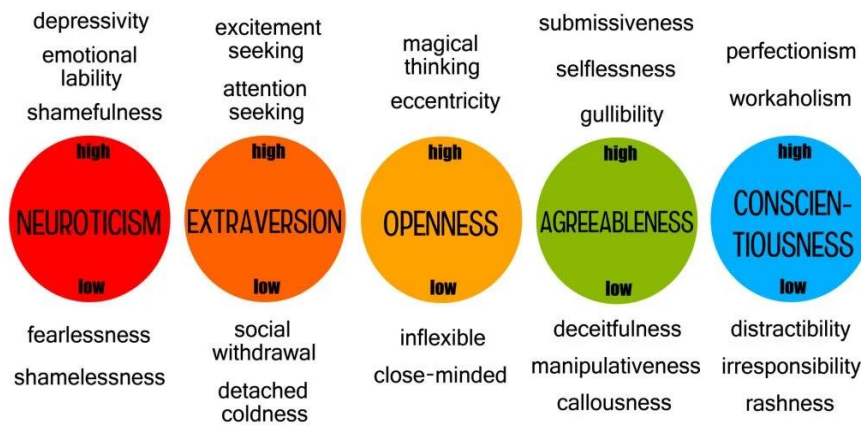 depressivity
emotional
lability
shamefulness
high
NEUROTICISM
low
fearlessness
shamelessness
excitement
seeking
attention
seeking
high
EXTRAVERSION
low
social
withdrawal
detached
coldness
magical
thinking
eccentricity
high
OPENNESS
low
inflexible
close-minded
submissiveness
selflessness
gullibility
high
AGREEABLENESS
low
deceitfulness
manipulativeness
callousness
perfectionism
workaholism
high
CONSCIEN-
TIOUSNESS
low
distractibility
irresponsibility
rashness